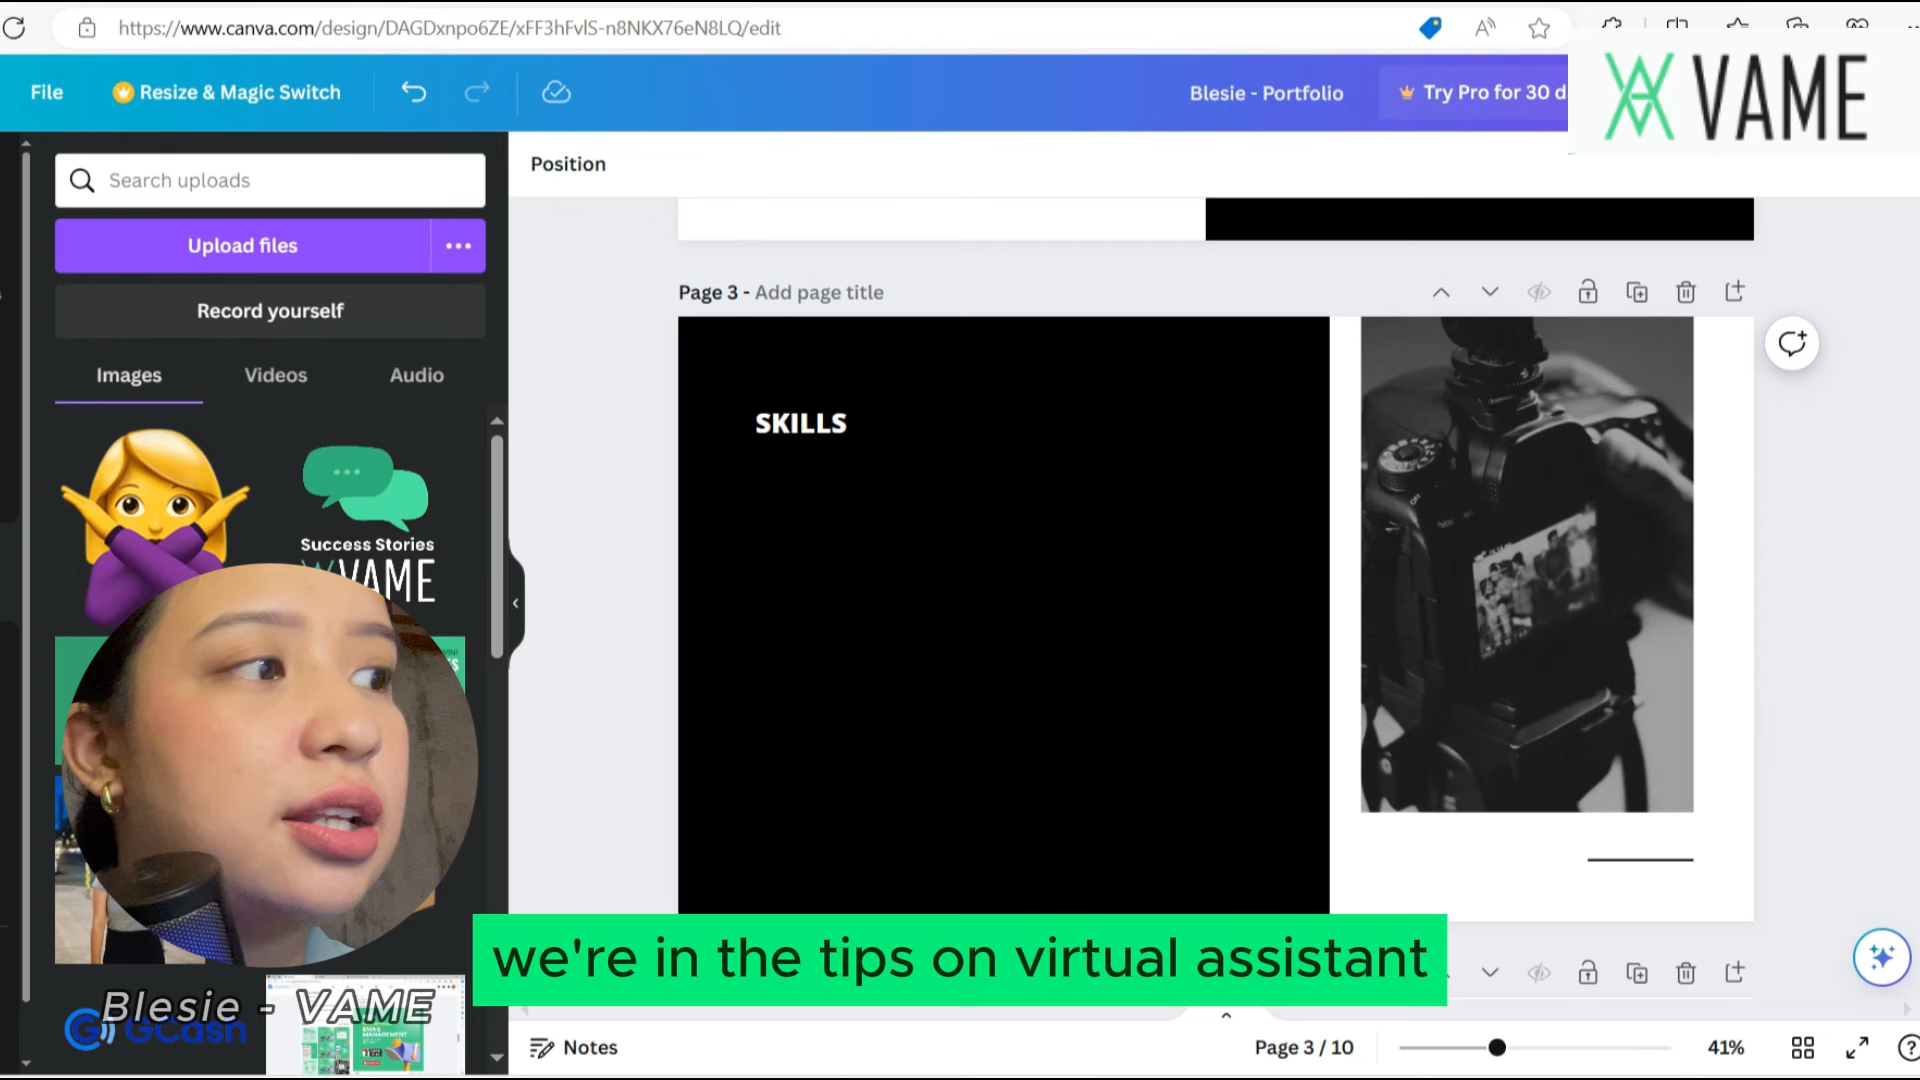 https://www.canva.com/design/DAGDxnpo6ZE/xFF3hFvlS-n8NKX76eN8LQ/edit
File
Resize & Magic Switch
Blesie - Portfolio
Try Pro for 30 d
VAME
Search uploads
Position
Upload files
Record yourself
Page 3 - Add page title
Images
Videos
Audio
SKILLS
Success Stories
VAME
we're in the tips on virtual assistant
Blesie - VAME
GCash
EMAIL
MANAGEMENT
Notes
Page 3 / 10
41%